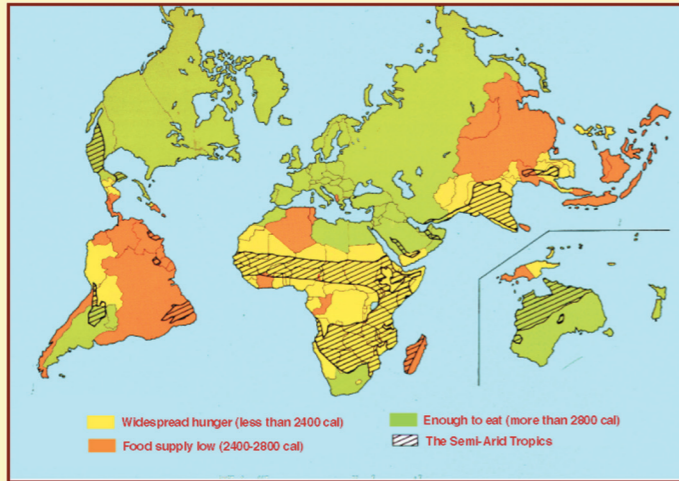 Widespread hunger (less than 2400 cal)
Food supply low (2400-2800 cal)
Enough to eat (more than 2800 cal)
The Semi-Arid Tropics